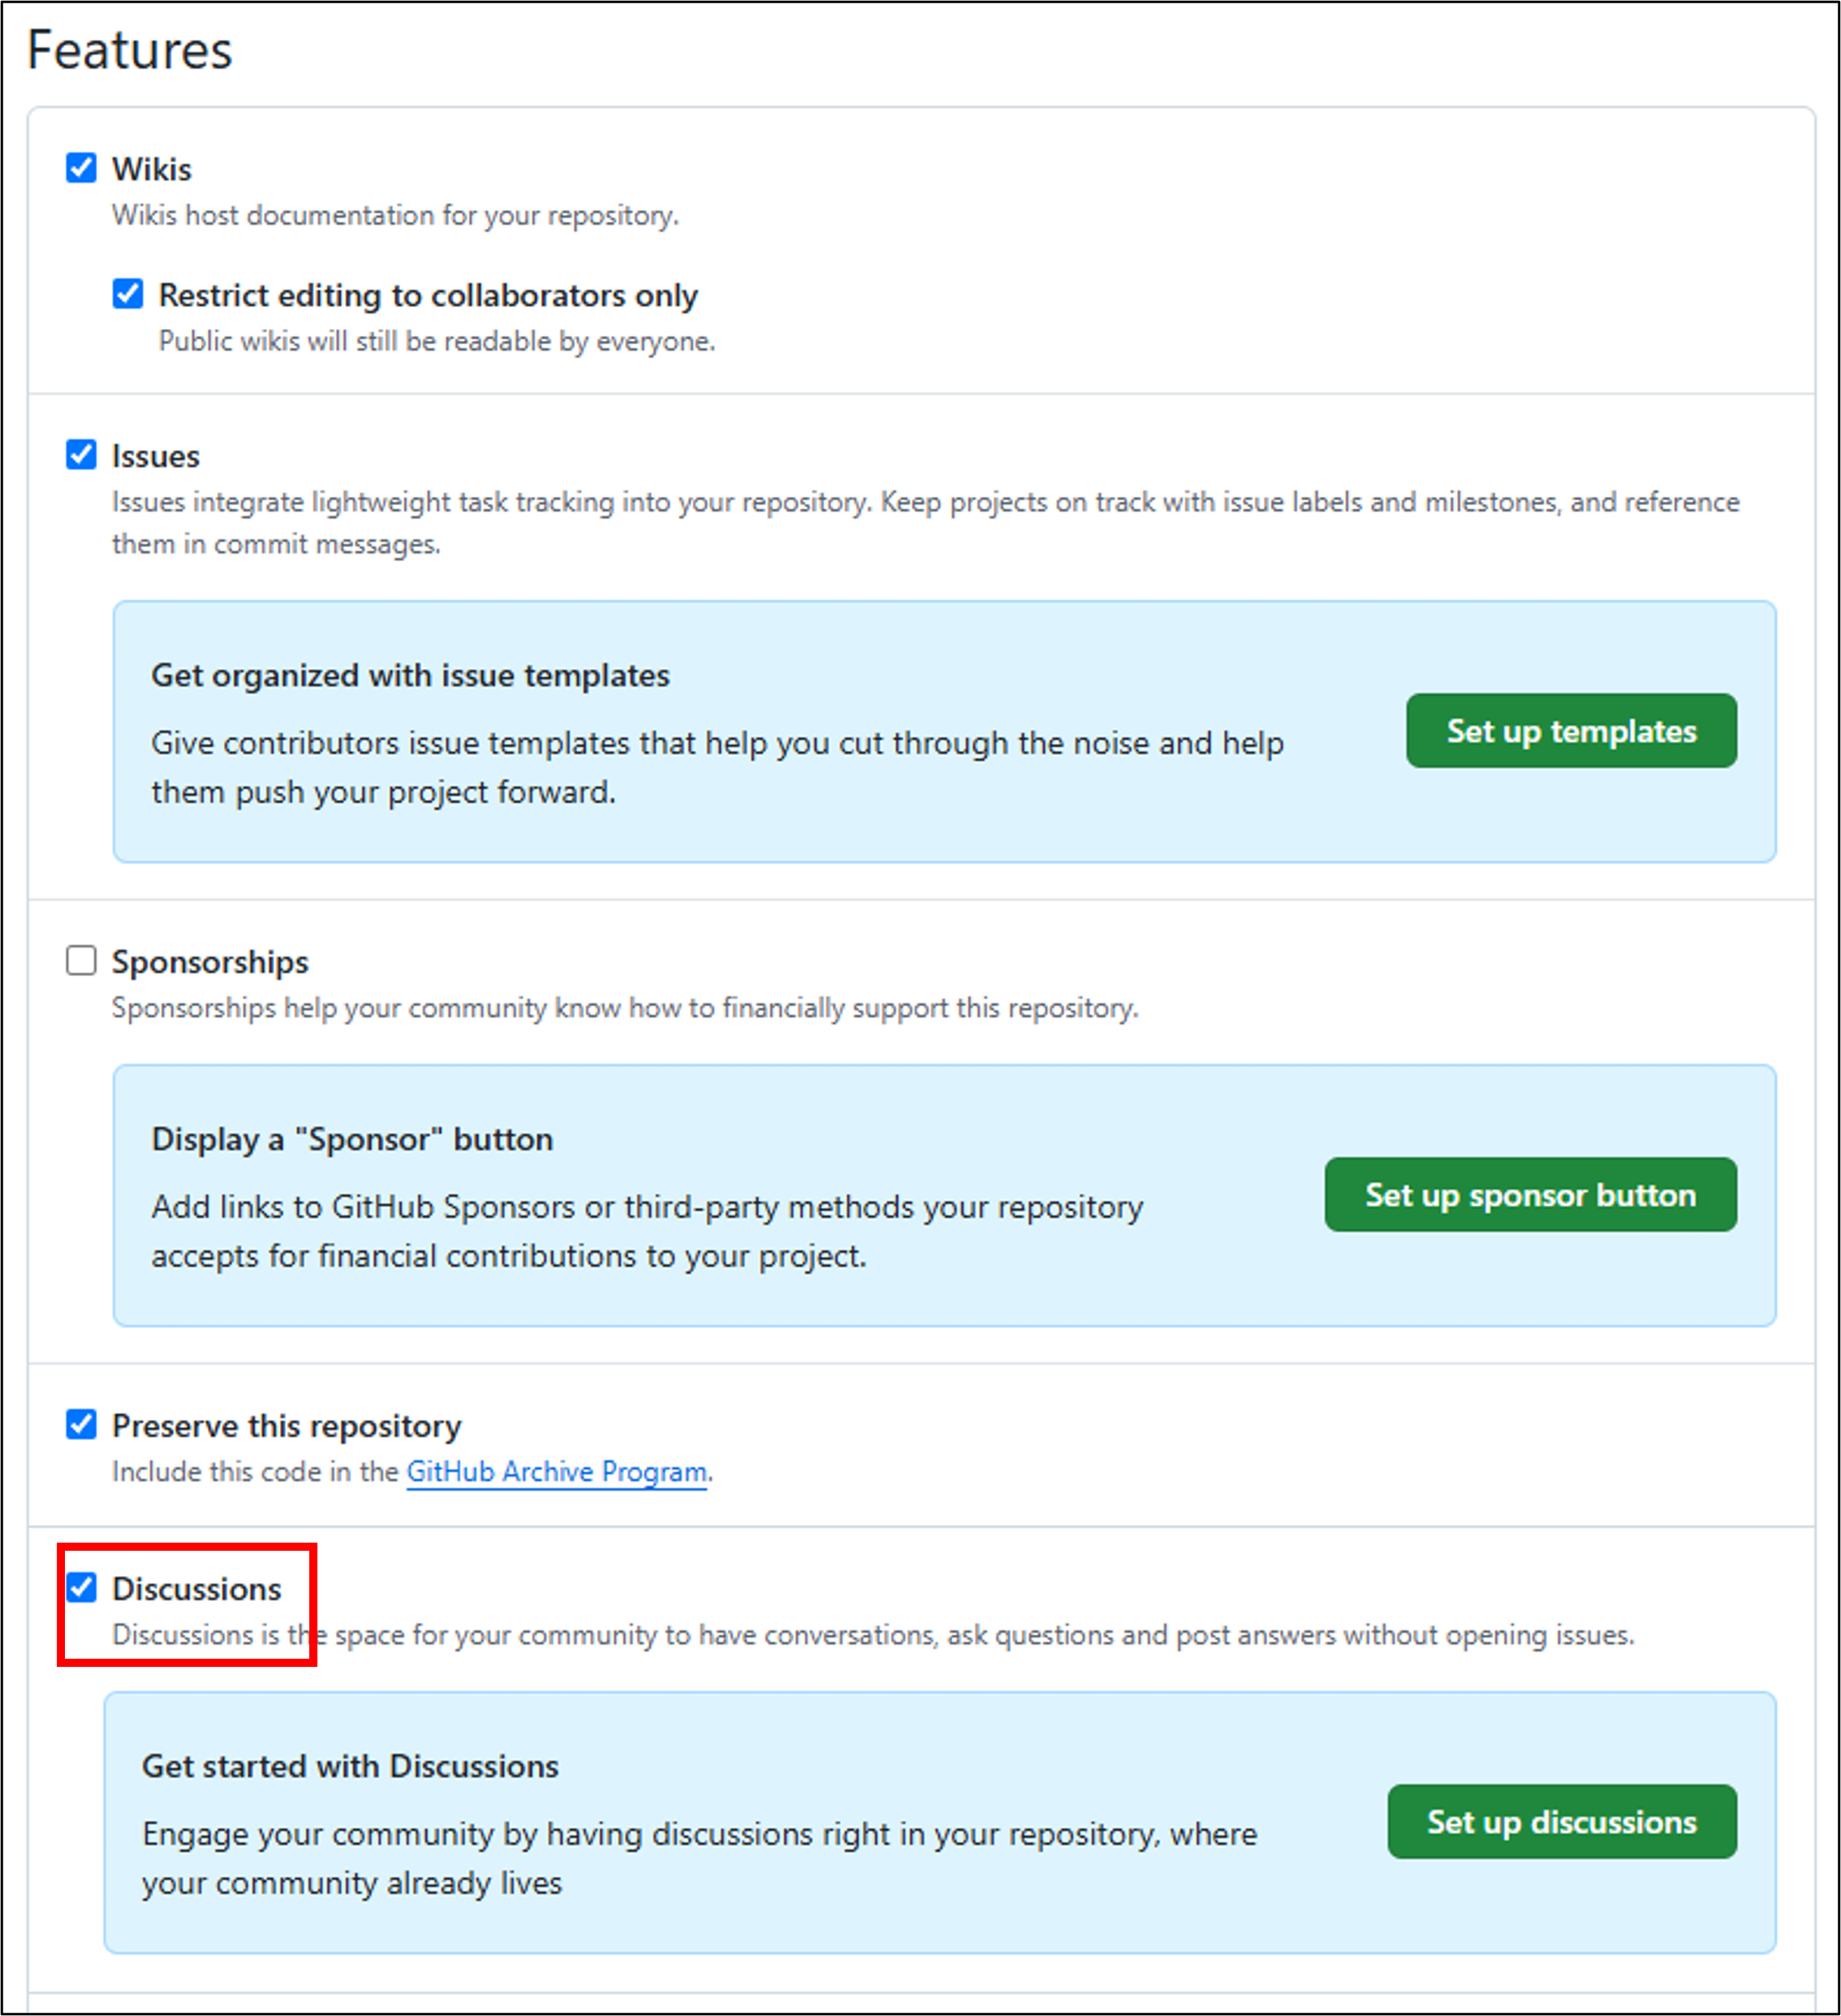 Features
Wikis
Wikis host documentation for your repository.
Restrict editing to collaborators only
Public wikis will still be readable by everyone.
Issues
Issues integrate lightweight task tracking into your repository. Keep projects on track with issue labels and milestones, and reference
them in commit messages.
Get organized with issue templates
Give contributors issue templates that help you cut through the noise and help
them push your project forward.
Set up templates
Sponsorships
Sponsorships help your community know how to financially support this repository.
Display a "Sponsor" button
Add links to GitHub Sponsors or third-party methods your repository
accepts for financial contributions to your project.
Set up sponsor button
Preserve this repository
Include this code in the GitHub Archive Program.
Discussions
Discussions is the space for your community to have conversations, ask questions and post answers without opening issues.
Get started with Discussions
Engage your community by having discussions right in your repository, where
your community already lives
Set up discussions